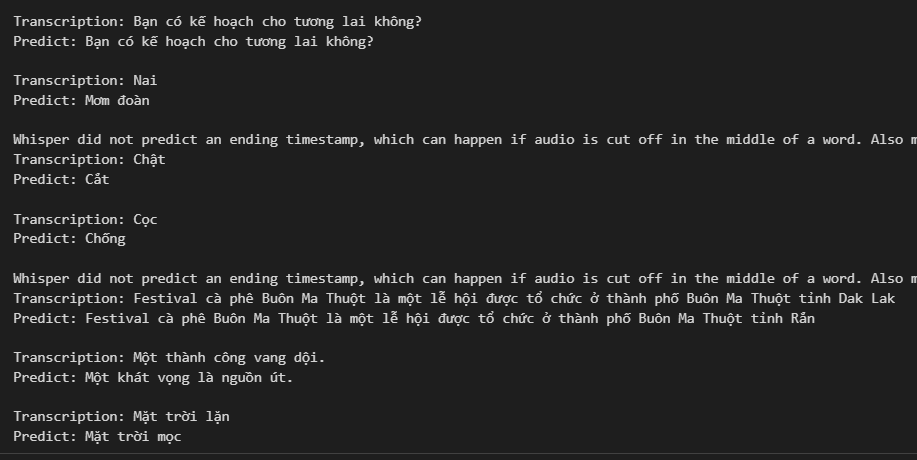 Transcription: Bạn có kế hoạch cho tương lai không?
Predict: Bạn có kế hoạch cho tương lai không?
Transcription: Nai
Predict: Mơm đoàn
Whisper did not predict an ending timestamp, which can happen if audio is cut off in the middle of a word. Also m
Transcription: Chật
Predict: Cắt
Transcription: Cọc
Predict: Chống
Whisper did not predict an ending timestamp, which can happen if audio is cut off in the middle of a word. Also m
Transcription: Festival cà phê Buôn Ma Thuột là một lễ hội được tổ chức ở thành phố Buôn Ma Thuột tỉnh Dak Lak
Predict: Festival cà phê Buôn Ma Thuột là một lễ hội được tổ chức ở thành phố Buôn Ma Thuột tỉnh Rắn
Transcription: Một thành công vang dội.
Predict: Một khát vọng là nguồn út.
Transcription: Mặt trời lặn
Predict: Mặt trời mọc